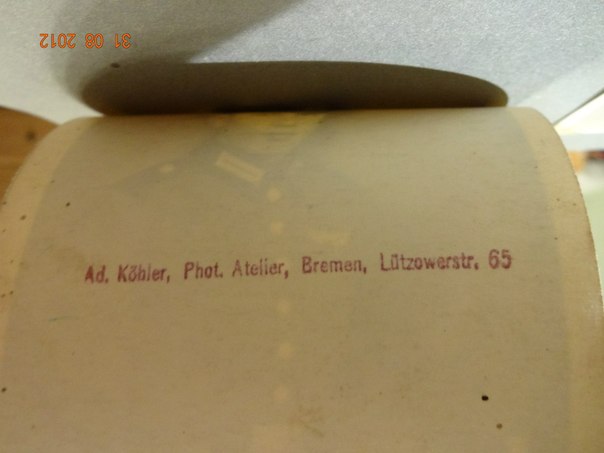 31 08 2012
Ad. Köhler, Phot. Atelier, Bremen, Lützowerstr. 65